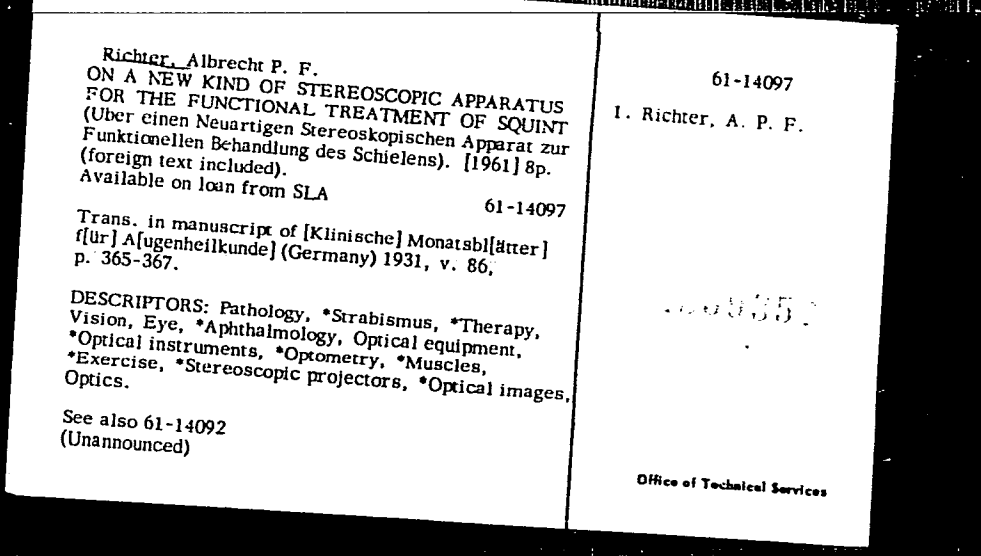 Richter, Albrecht P. F.
ON A NEW KIND OF STEREOSCOPIC APPARATUS
FOR THE FUNCTIONAL TREATMENT OF SQUINT
(Uber einen Neuartigen Stereoskopischen Apparat zur
Funktionellen Behandlung des Schielens). [1961] 8p.
(foreign text included).
Available on loan from SLA 61-14097
Trans. in manuscript of [Klinische] Monatsbl[ätter]
f[ür] A[ugenheilkunde] (Germany) 1931, v. 86,
p. 365-367.
DESCRIPTORS: Pathology, *Strabismus, *Therapy,
Vision, Eye, *Aphthalmology, Optical equipment,
*Optical instruments, *Optometry, *Muscles,
*Exercise, *Stereoscopic projectors, *Optical images,
Optics.
See also 61-14092
(Unannounced)
61-14097
I. Richter, A. P. F.
Office of Technical Services